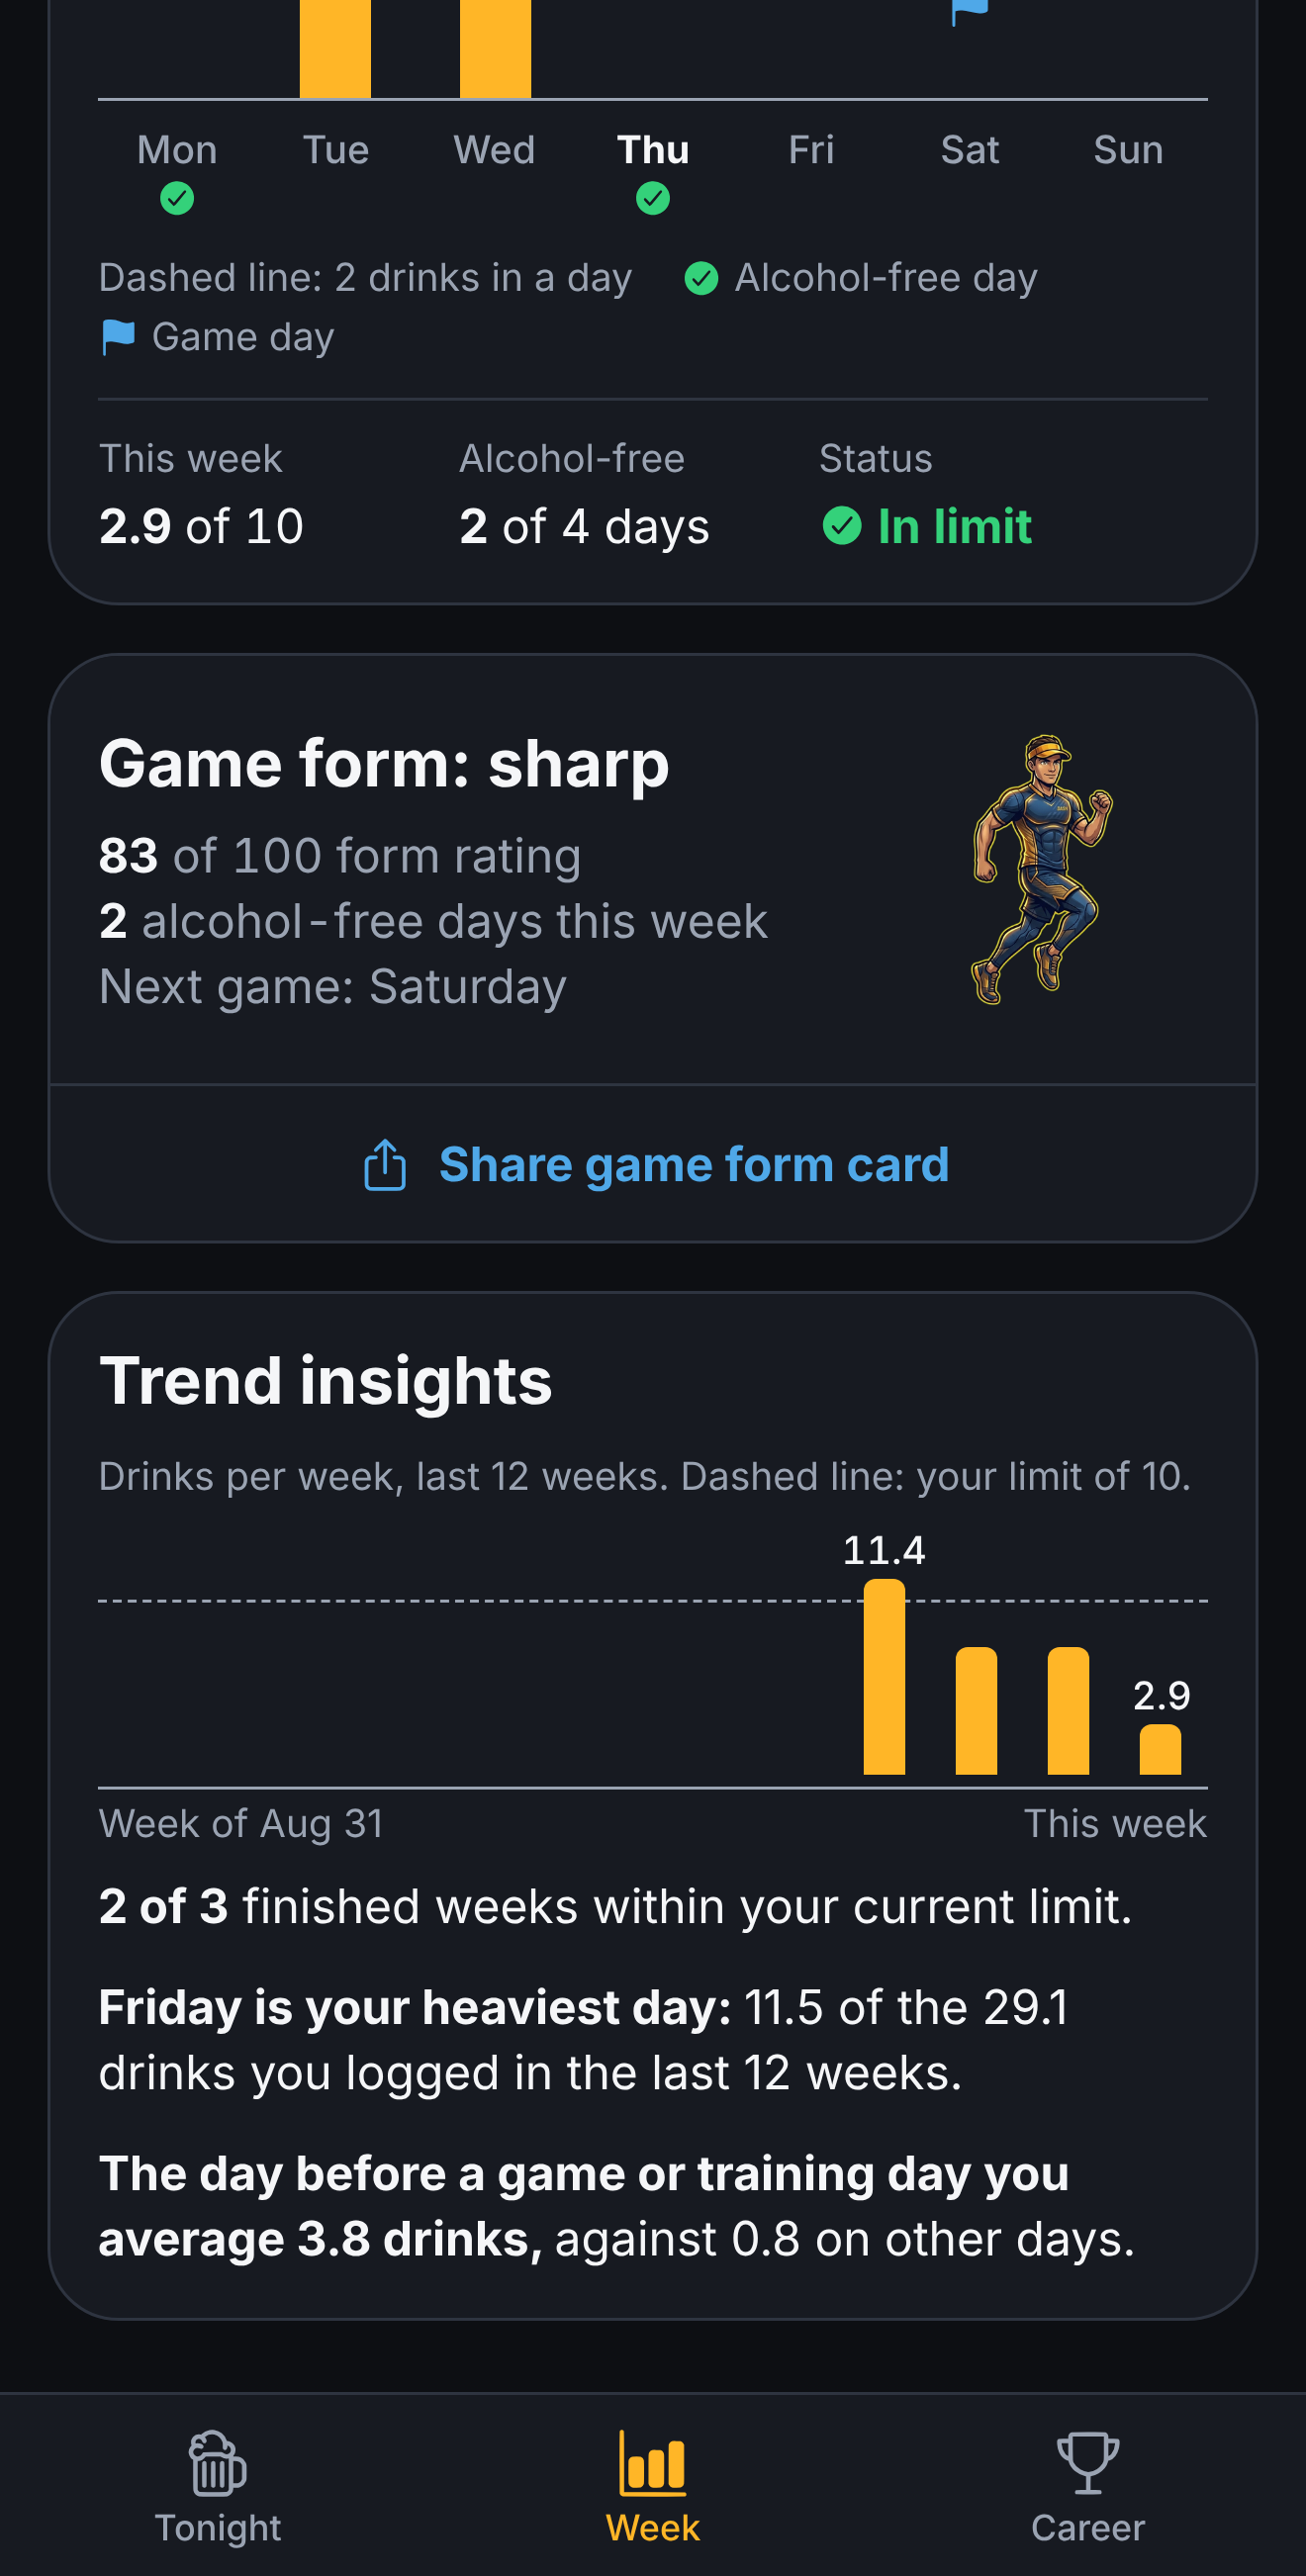 Mon Tue Wed Thu Fri Sat Sun
Dashed line: 2 drinks in a day Alcohol-free day
Game day
This week Alcohol-free Status
2.9 of 10 2 of 4 days In limit
Game form: sharp
83 of 100 form rating
2 alcohol-free days this week
Next game: Saturday
Share game form card
Trend insights
Drinks per week, last 12 weeks. Dashed line: your limit of 10.
11.4
2.9
Week of Aug 31 This week
2 of 3 finished weeks within your current limit.
Friday is your heaviest day: 11.5 of the 29.1
drinks you logged in the last 12 weeks.
The day before a game or training day you
average 3.8 drinks, against 0.8 on other days.
Tonight Week Career